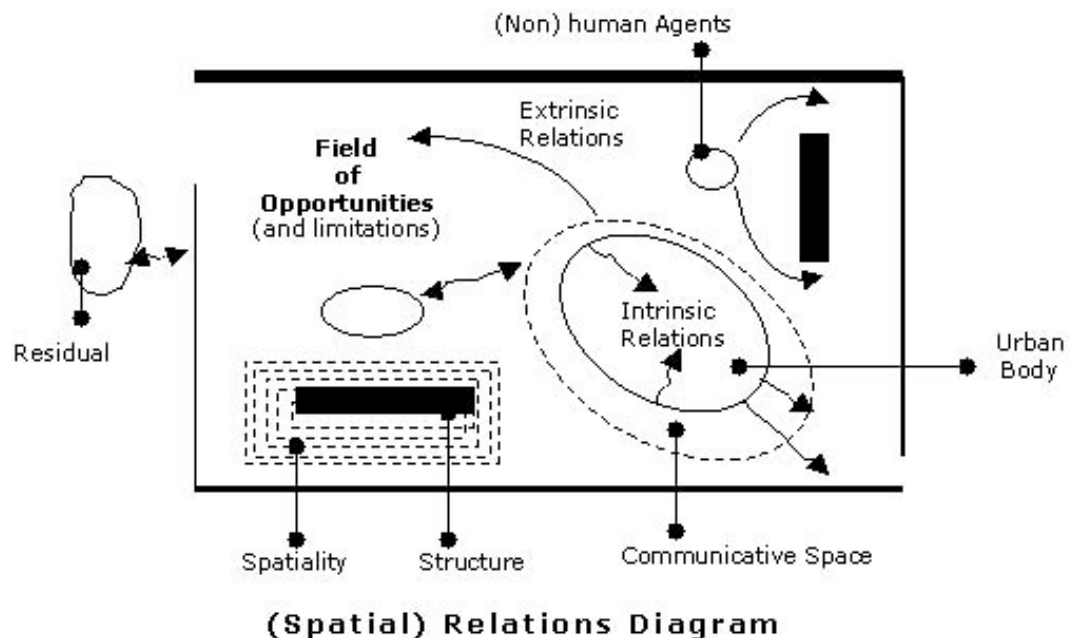 (Non) human Agents
Extrinsic
Relations
Field
of
Opportunities
(and limitations)
Intrinsic
Relations
Residual
Urban
Body
Spatiality
Structure
Communicative Space
(Spatial) Relations Diagram